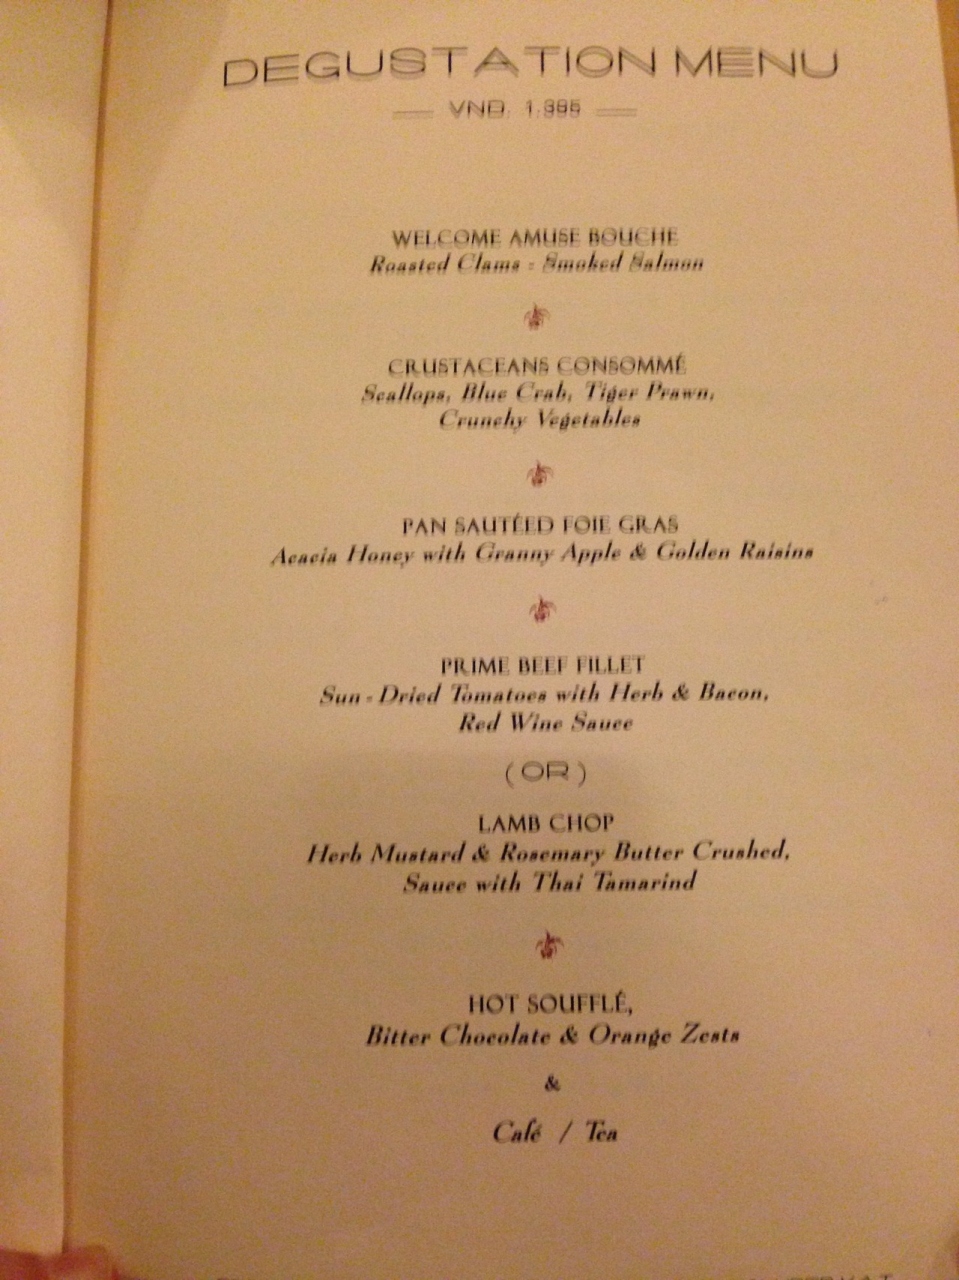 DEGUSTATION MENU
VND. 1.395
WELCOME AMUSE BOUCHE
Roasted Clams - Smoked Salmon
CRUSTACEANS CONSOMMÉ
Scallops, Blue Crab, Tiger Prawn,
Crunchy Vegetables
PAN SAUTÉED FOIE GRAS
Acacia Honey with Granny Apple & Golden Raisins
PRIME BEEF FILLET
Sun - Dried Tomatoes with Herb & Bacon,
Red Wine Sauce
( OR )
LAMB CHOP
Herb Mustard & Rosemary Butter Crushed,
Sauce with Thai Tamarind
HOT SOUFFLÉ,
Bitter Chocolate & Orange Zests
&
Café / Tea